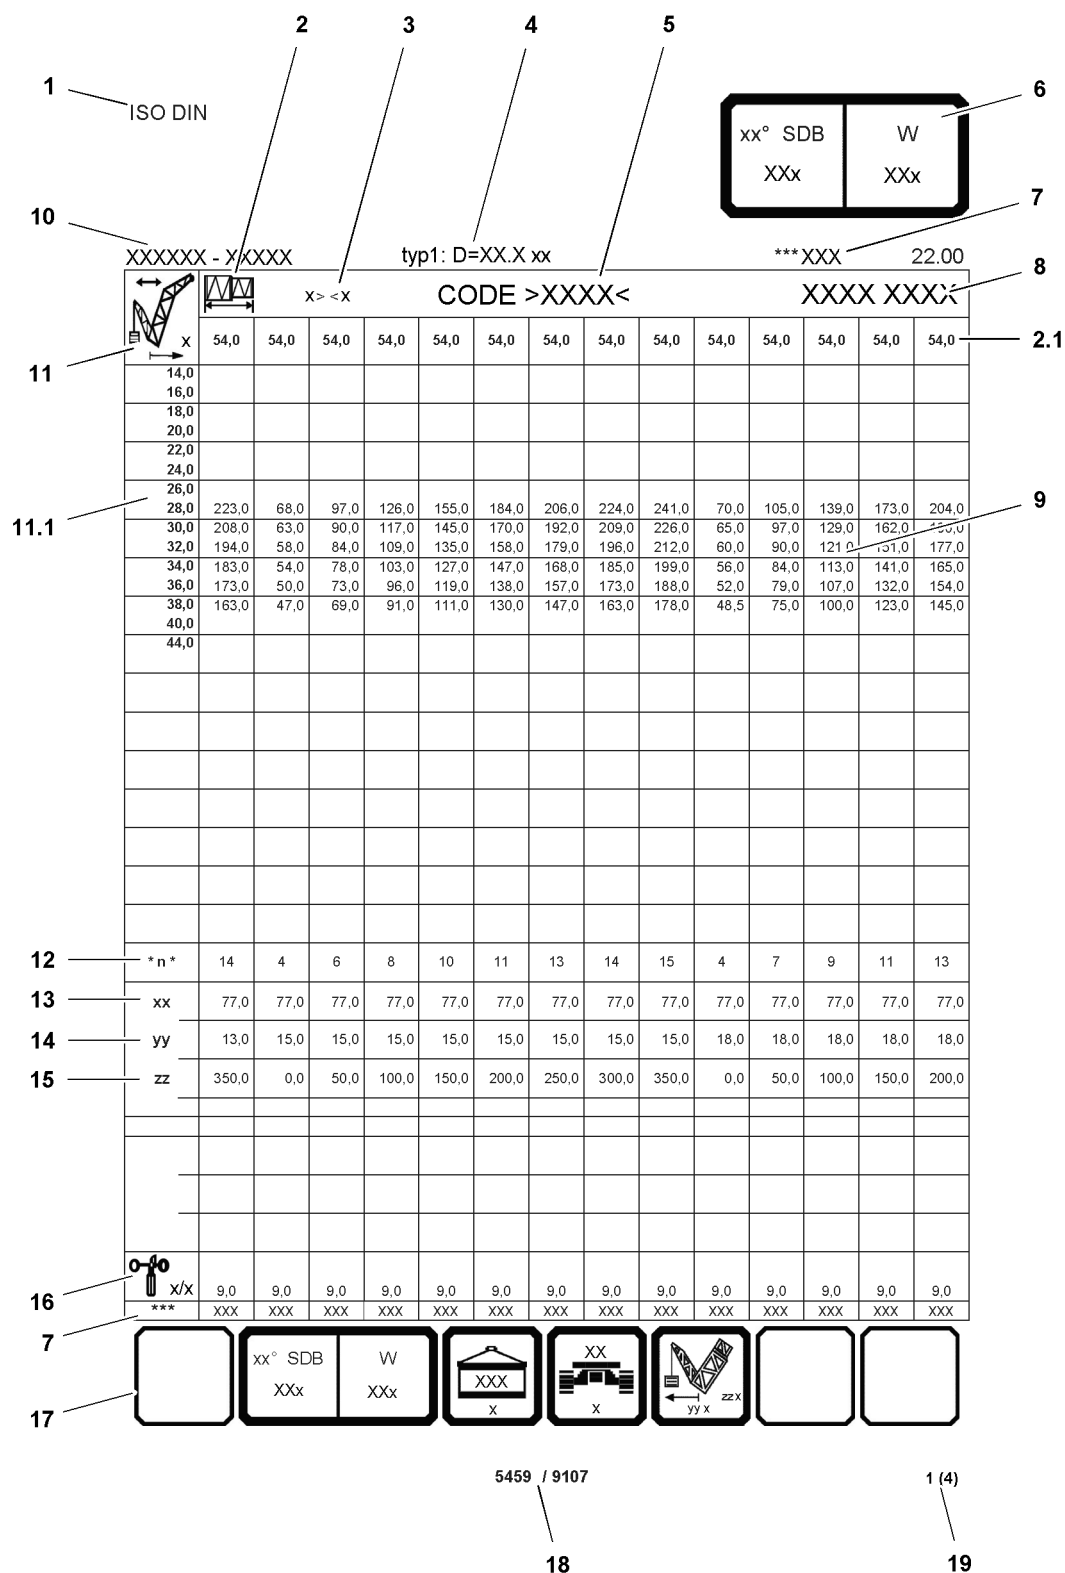 2 3 4 5
1 ISO DIN
6
xx° SDB W
XXx XXx
7
10
XXXXXX - XXXXX typ1: D=XX.X xx ***XXX 22.00
8
x> <x CODE >XXXX< XXXX XXXX
x 54,0 54,0 54,0 54,0 54,0 54,0 54,0 54,0 54,0 54,0 54,0 54,0 54,0 54,0 2.1
11
14,0
16,0
18,0
20,0
22,0
24,0
26,0
28,0 223,0 68,0 97,0 126,0 155,0 184,0 206,0 224,0 241,0 70,0 105,0 139,0 173,0 204,0 9
11.1 30,0 208,0 63,0 90,0 117,0 145,0 170,0 192,0 209,0 226,0 65,0 97,0 129,0 162,0
32,0 194,0 58,0 84,0 109,0 135,0 158,0 179,0 196,0 212,0 60,0 90,0 121,0 151,0 177,0
34,0 183,0 54,0 78,0 103,0 127,0 147,0 168,0 185,0 199,0 56,0 84,0 113,0 141,0 165,0
36,0 173,0 50,0 73,0 96,0 119,0 138,0 157,0 173,0 188,0 52,0 79,0 107,0 132,0 154,0
38,0 163,0 47,0 69,0 91,0 111,0 130,0 147,0 163,0 178,0 48,5 75,0 100,0 123,0 145,0
40,0
44,0
12 * n * 14 4 6 8 10 11 13 14 15 4 7 9 11 13
13 xx 77,0 77,0 77,0 77,0 77,0 77,0 77,0 77,0 77,0 77,0 77,0 77,0 77,0 77,0
14 yy 13,0 15,0 15,0 15,0 15,0 15,0 15,0 15,0 15,0 18,0 18,0 18,0 18,0 18,0
15 zz 350,0 0,0 50,0 100,0 150,0 200,0 250,0 300,0 350,0 0,0 50,0 100,0 150,0 200,0
16 x/x 9,0 9,0 9,0 9,0 9,0 9,0 9,0 9,0 9,0 9,0 9,0 9,0 9,0 9,0
7 *** XXX XXX XXX XXX XXX XXX XXX XXX XXX XXX XXX XXX XXX XXX
17
xx° SDB W
XXx XXx
XXX
x
XX
x
zz x
yy x
5459 / 9107 1 (4)
18 19